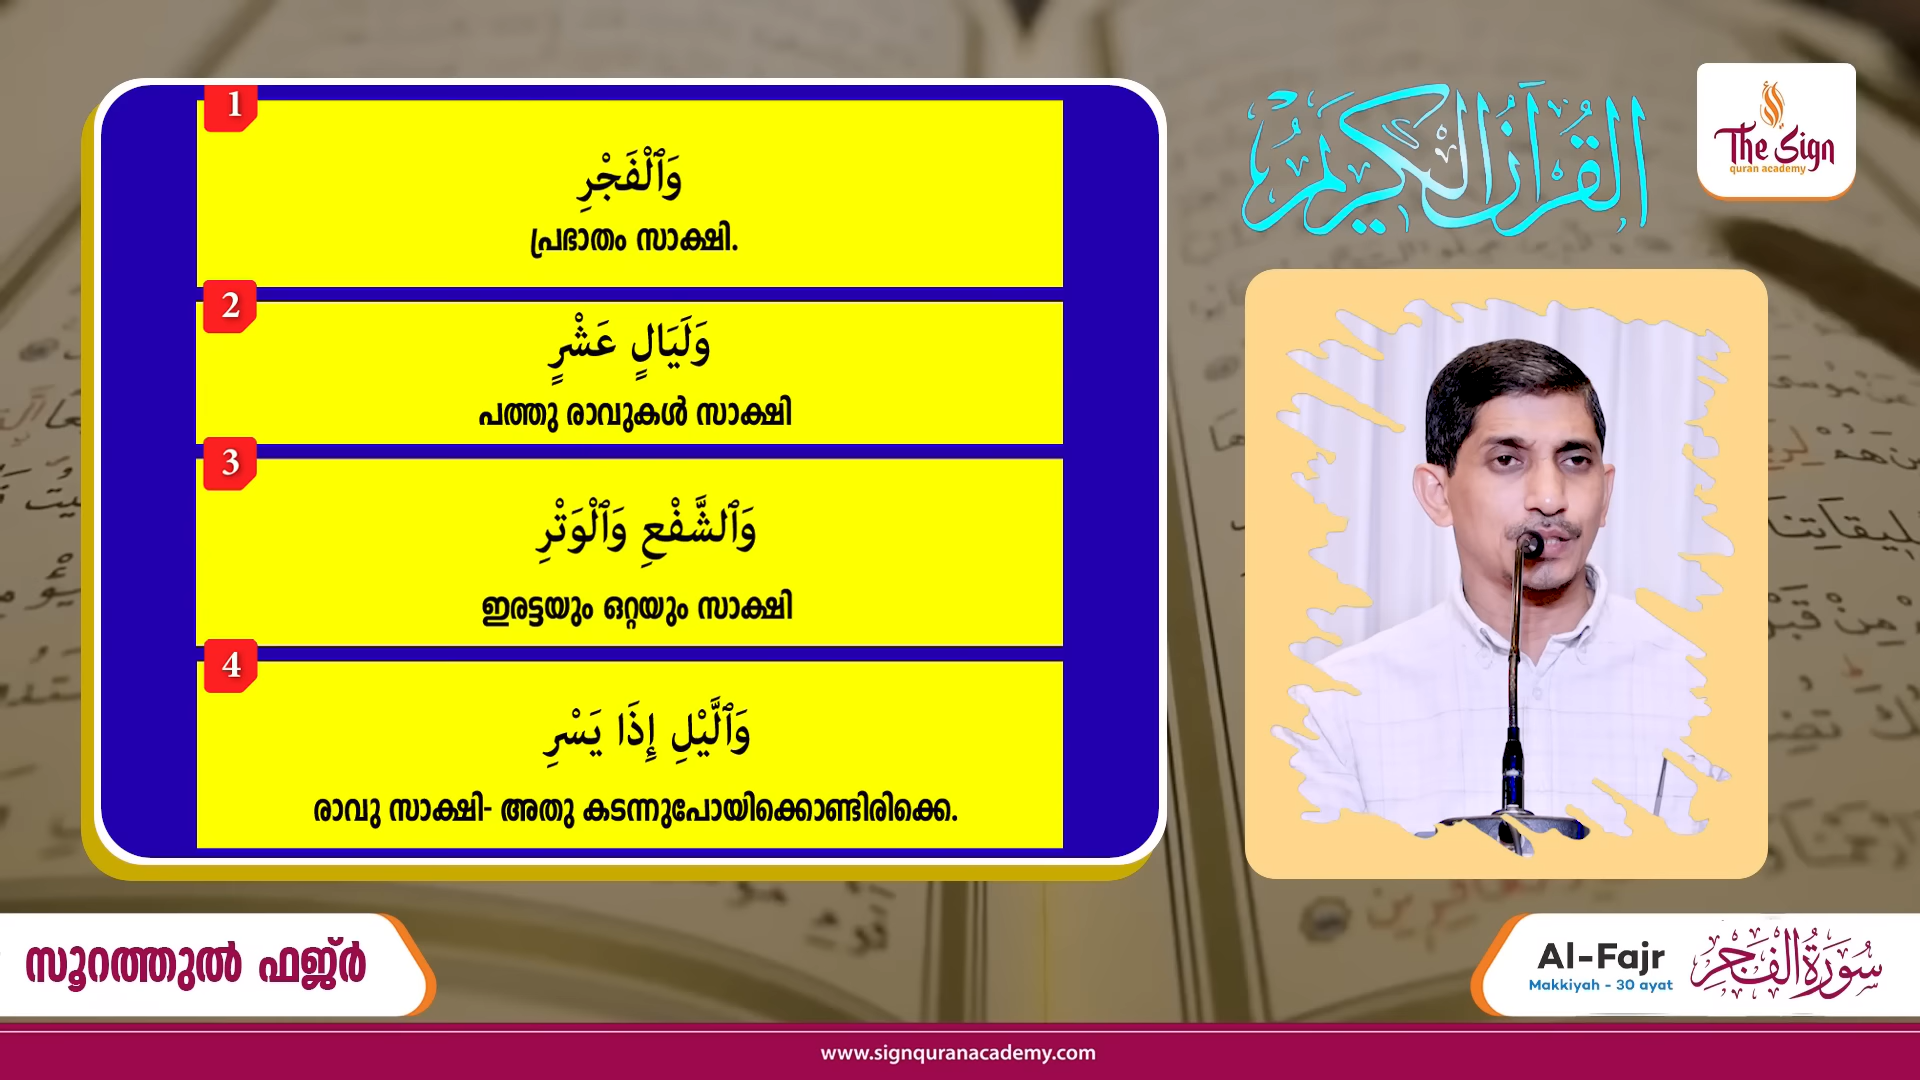 1
وَٱلْفَجْرِ
പ്രഭാതം സാക്ഷി.
2
وَلَيَالٍ عَشْرٍ
പത്തു രാവുകൾ സാക്ഷി
3
وَٱلشَّفْعِ وَٱلْوَتْرِ
ഇരട്ടയും ഒറ്റയും സാക്ഷി
4
وَٱلَّيْلِ إِذَا يَسْرِ
രാവു സാക്ഷി- അതു കടന്നുപോയിക്കൊണ്ടിരിക്കെ.
القرآن الكريم
The Sign
quran academy
സൂറത്തുൽ ഫജ്ർ
Al-Fajr
Makkiyah - 30 ayat
سورة الفجر
www.signquranacademy.com